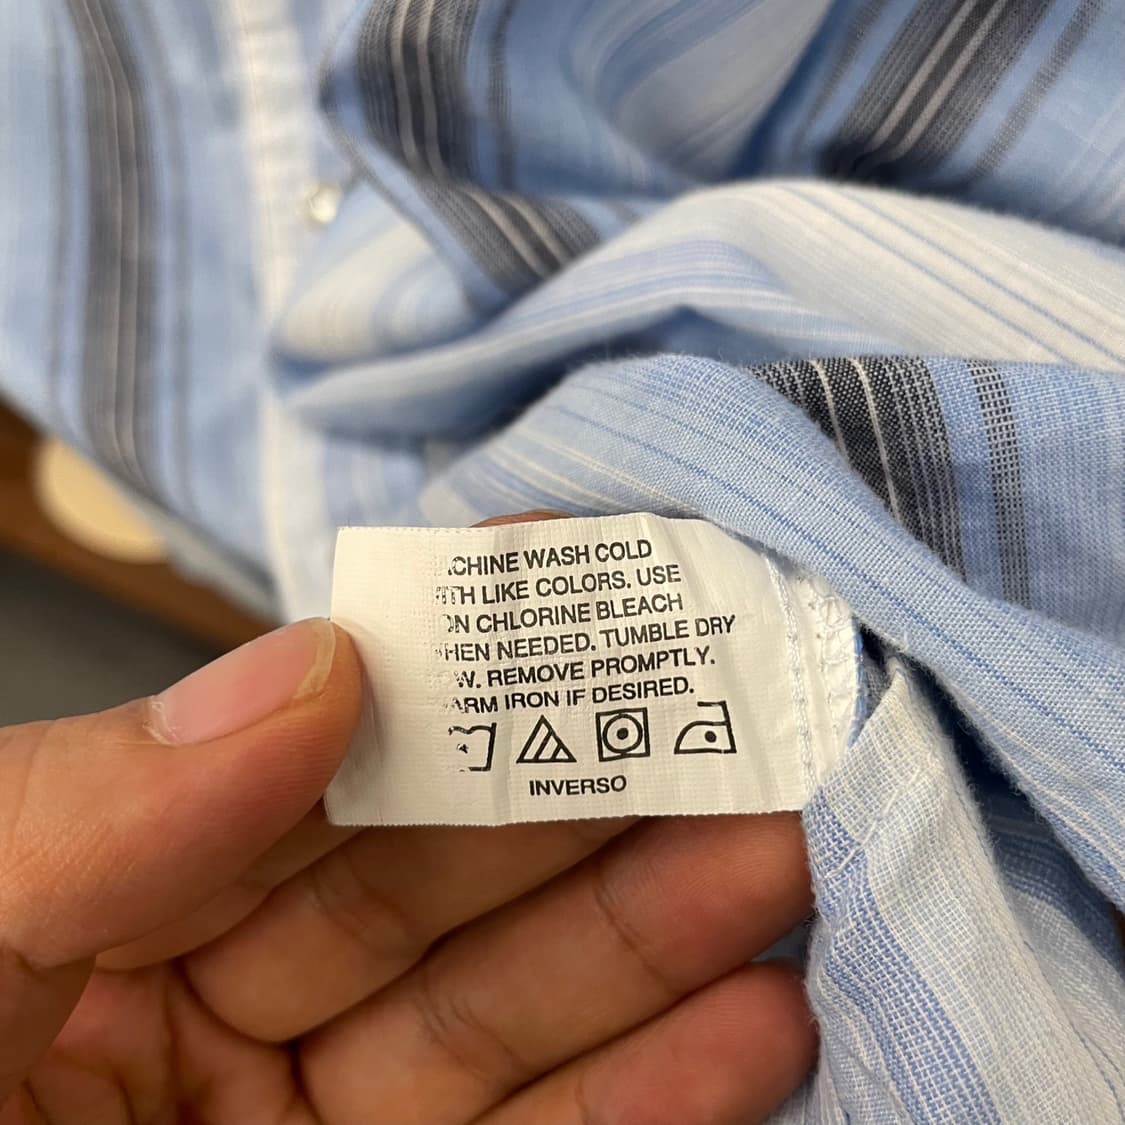 CHINE WASH COLD
TH LIKE COLORS. USE
ON CHLORINE BLEACH
HEN NEEDED. TUMBLE DRY
W. REMOVE PROMPTLY.
ARM IRON IF DESIRED.
INVERSO